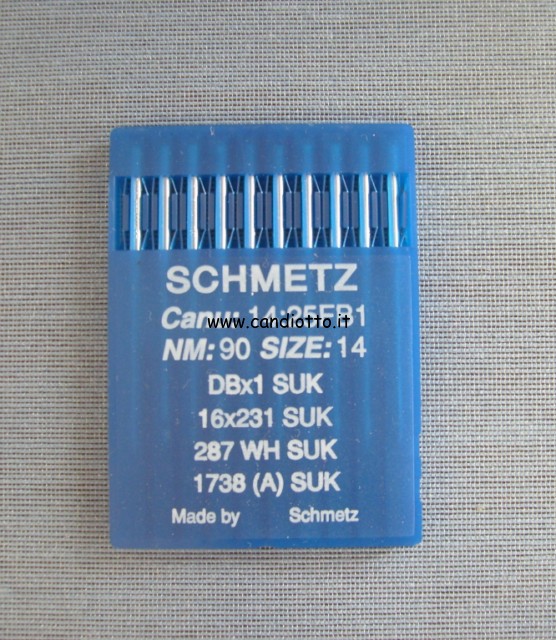 SCHMETZ
www.candiotto.it
NM: 90 SIZE: 14
DBx1 SUK
16x231 SUK
287 WH SUK
1738 (A) SUK
Made by Schmetz